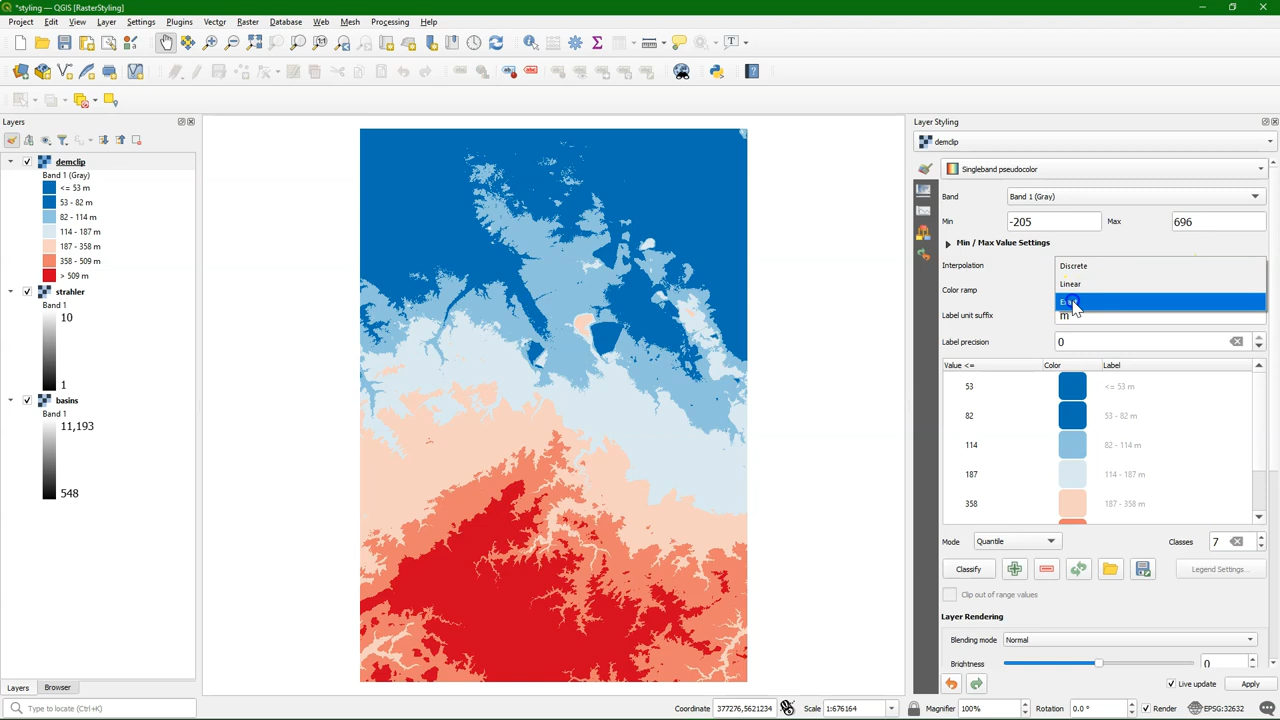 *styling — QGIS [RasterStyling]
Project Edit View Layer Settings Plugins Vector Raster Database Web Mesh Processing Help
Layers
demclip
Band 1 (Gray)
<= 53 m
53 - 82 m
82 - 114 m
114 - 187 m
187 - 358 m
358 - 509 m
> 509 m
strahler
Band 1
10
1
basins
Band 1
11,193
548
Layers Browser
Type to locate (Ctrl+K)
Layer Styling
demclip
Singleband pseudocolor
Band Band 1 (Gray)
Min -205 Max 696
Min / Max Value Settings
Interpolation Discrete
Linear
Color ramp
Label unit suffix m
Label precision 0
Value <= Color Label
53 <= 53 m
82 53 - 82 m
114 82 - 114 m
187 114 - 187 m
358 187 - 358 m
Mode Quantile Classes 7
Classify Legend Settings...
Clip out of range values
Layer Rendering
Blending mode Normal
Brightness 0
Live update Apply
Coordinate 377276,5621234 Scale 1:676164 Magnifier 100% Rotation 0.0 ° Render EPSG:32632